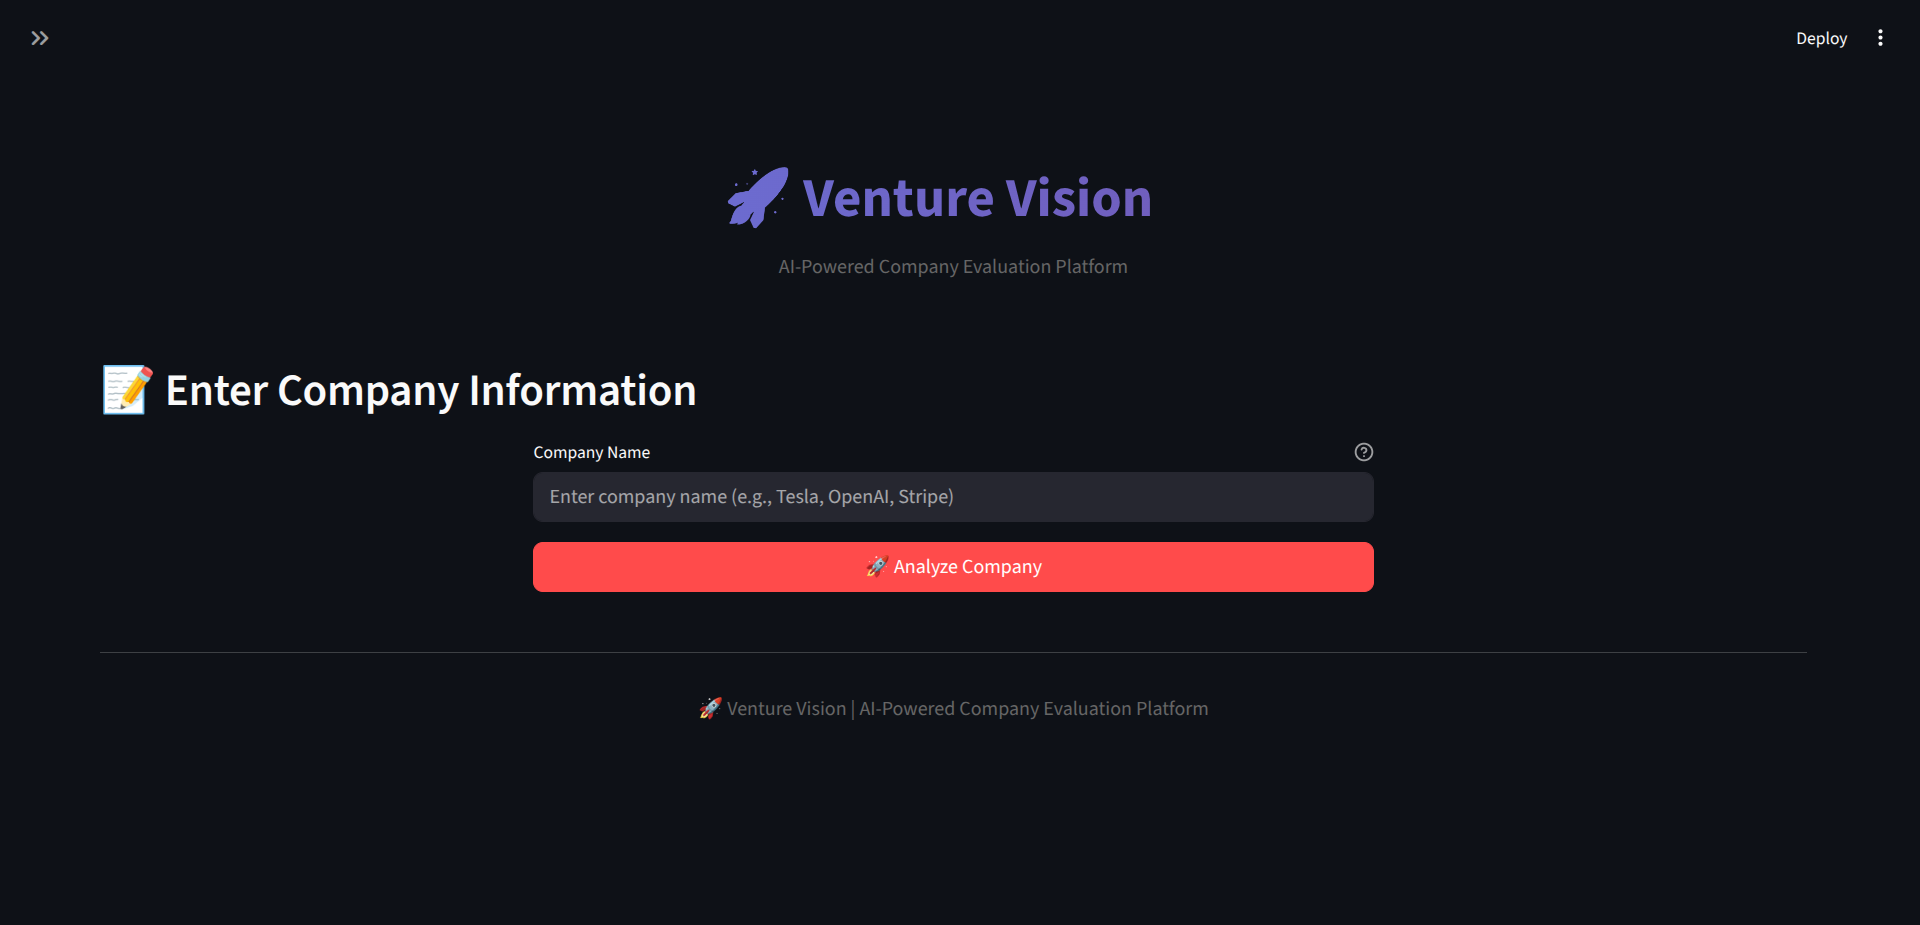 Deploy
🚀 Venture Vision
AI-Powered Company Evaluation Platform
📝 Enter Company Information
Company Name
Enter company name (e.g., Tesla, OpenAI, Stripe)
🚀 Analyze Company
🚀 Venture Vision | AI-Powered Company Evaluation Platform